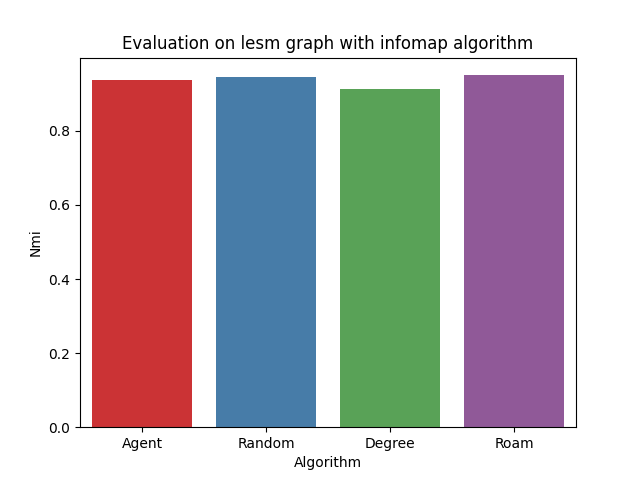 Evaluation on lesm graph with infomap algorithm
Nmi
0.8
0.6
0.4
0.2
0.0
Agent Random Degree Roam
Algorithm